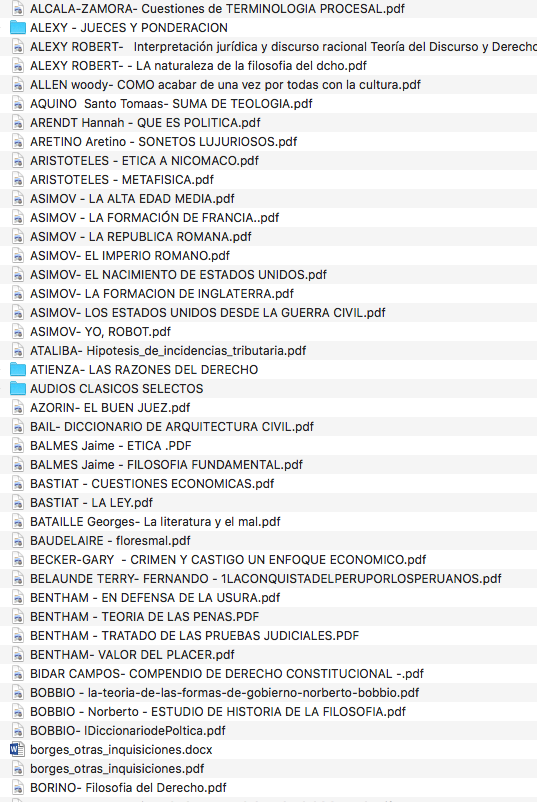 ALCALA-ZAMORA- Cuestiones de TERMINOLOGIA PROCESAL.pdf
ALEXY - JUECES Y PONDERACION
ALEXY ROBERT-   Interpretación jurídica y discurso racional Teoría del Discurso y Derecho
ALEXY ROBERT- - LA naturaleza de la filosofia del dcho.pdf
ALLEN woody- COMO acabar de una vez por todas con la cultura.pdf
AQUINO  Santo Tomaas- SUMA DE TEOLOGIA.pdf
ARENDT Hannah - QUE ES POLITICA.pdf
ARETINO Aretino - SONETOS LUJURIOSOS.pdf
ARISTOTELES - ETICA A NICOMACO.pdf
ARISTOTELES - METAFISICA.pdf
ASIMOV - LA ALTA EDAD MEDIA.pdf
ASIMOV - LA FORMACIÓN DE FRANCIA..pdf
ASIMOV - LA REPUBLICA ROMANA.pdf
ASIMOV- EL IMPERIO ROMANO.pdf
ASIMOV- EL NACIMIENTO DE ESTADOS UNIDOS.pdf
ASIMOV- LA FORMACION DE INGLATERRA.pdf
ASIMOV- LOS ESTADOS UNIDOS DESDE LA GUERRA CIVIL.pdf
ASIMOV- YO, ROBOT.pdf
ATALIBA- Hipotesis_de_incidencias_tributaria.pdf
ATIENZA- LAS RAZONES DEL DERECHO
AUDIOS CLASICOS SELECTOS
AZORIN- EL BUEN JUEZ.pdf
BAIL- DICCIONARIO DE ARQUITECTURA CIVIL.pdf
BALMES Jaime - ETICA .PDF
BALMES Jaime - FILOSOFIA FUNDAMENTAL.pdf
BASTIAT - CUESTIONES ECONOMICAS.pdf
BASTIAT - LA LEY.pdf
BATAILLE Georges- La literatura y el mal.pdf
BAUDELAIRE - floresmal.pdf
BECKER-GARY  - CRIMEN Y CASTIGO UN ENFOQUE ECONOMICO.pdf
BELAUNDE TERRY- FERNANDO - 1LACONQUISTADELPERUPORLOSPERUANOS.pdf
BENTHAM - EN DEFENSA DE LA USURA.pdf
BENTHAM - TEORIA DE LAS PENAS.PDF
BENTHAM - TRATADO DE LAS PRUEBAS JUDICIALES.PDF
BENTHAM- VALOR DEL PLACER.pdf
BIDAR CAMPOS- COMPENDIO DE DERECHO CONSTITUCIONAL -.pdf
BOBBIO - la-teoria-de-las-formas-de-gobierno-norberto-bobbio.pdf
BOBBIO - Norberto - ESTUDIO DE HISTORIA DE LA FILOSOFIA.pdf
BOBBIO- lDiccionariodePoltica.pdf
borges_otras_inquisiciones.docx
borges_otras_inquisiciones.pdf
BORINO- Filosofia del Derecho.pdf